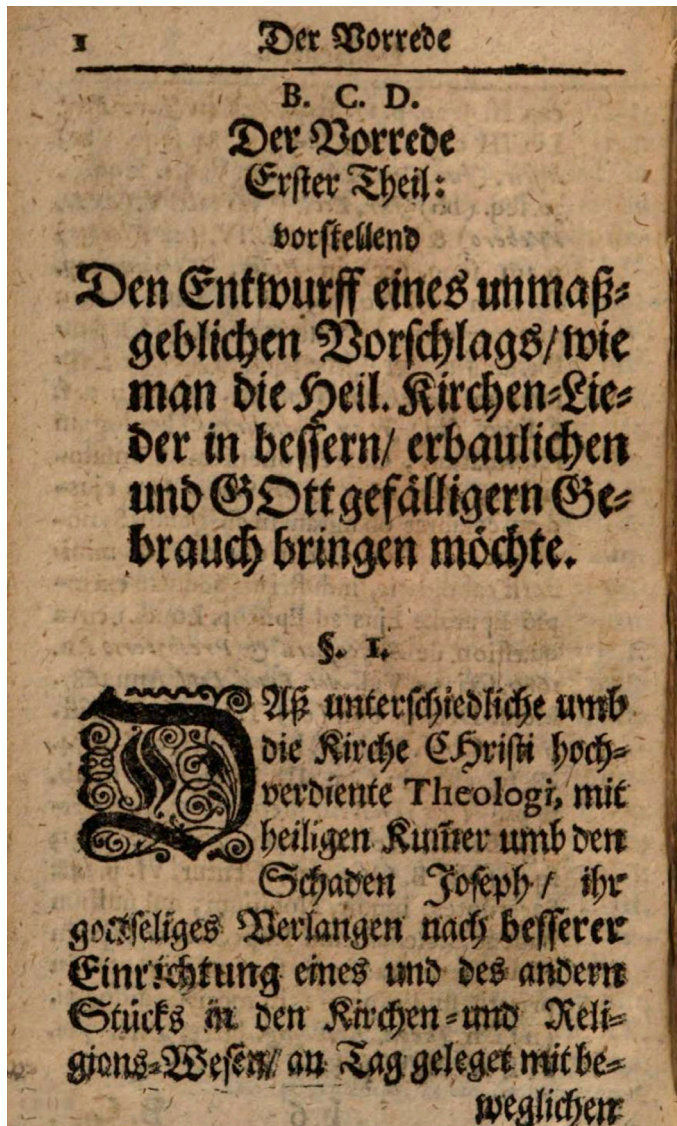 1 Der Vorrede
B. C. D.
Der Vorrede
Erster Theil:
vorstellend
Den Entwurff eines unmaß⸗
geblichen Vorschlags/ wie
man die Heil. Kirchen⸗Lie⸗
der in bessern/ erbaulichen
und GOtt gefälligern Ge⸗
brauch bringen möchte.
§. 1.
DAß unterschiedliche umb
die Kirche CHristi hoch⸗
verdiente Theologi, mit
heiligen Kum̃er umb den
Schaden Joseph/ ihr
gottseliges Verlangen nach besserer
Einrichtung eines und des andern
Stücks in den Kirchen⸗und Reli⸗
gions⸗Wesen/ an Tag geleget mit be⸗
weglichen